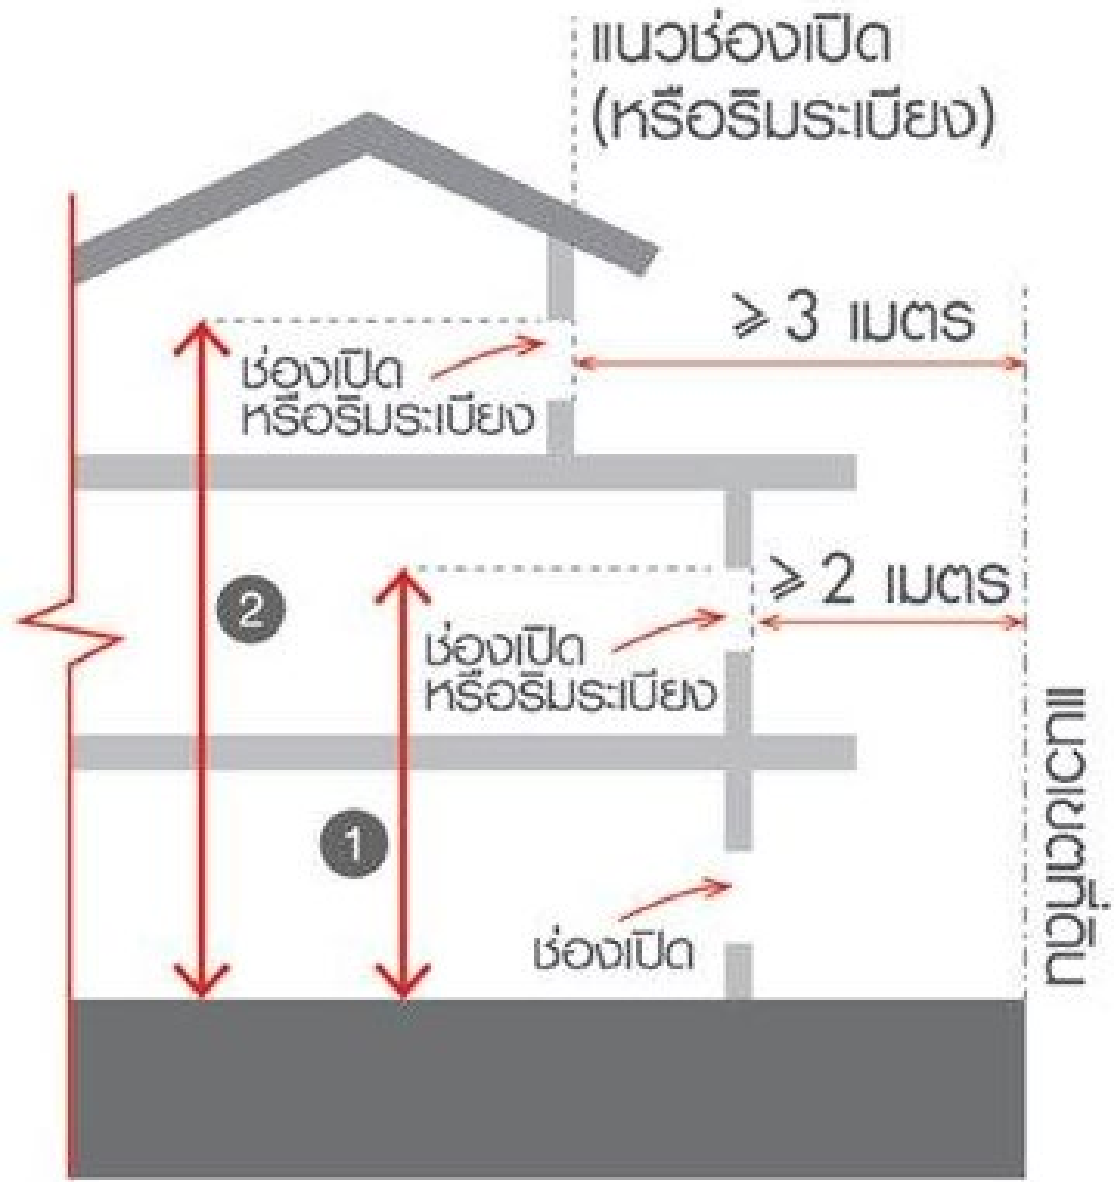 แนวช่องเปิด
(หรือริมระเบียง)
≥ 3 เมตร
ช่องเปิด
หรือริมระเบียง
≥ 2 เมตร
2
ช่องเปิด
หรือริมระเบียง
1
ช่องเปิด
แนวเขตที่ดิน